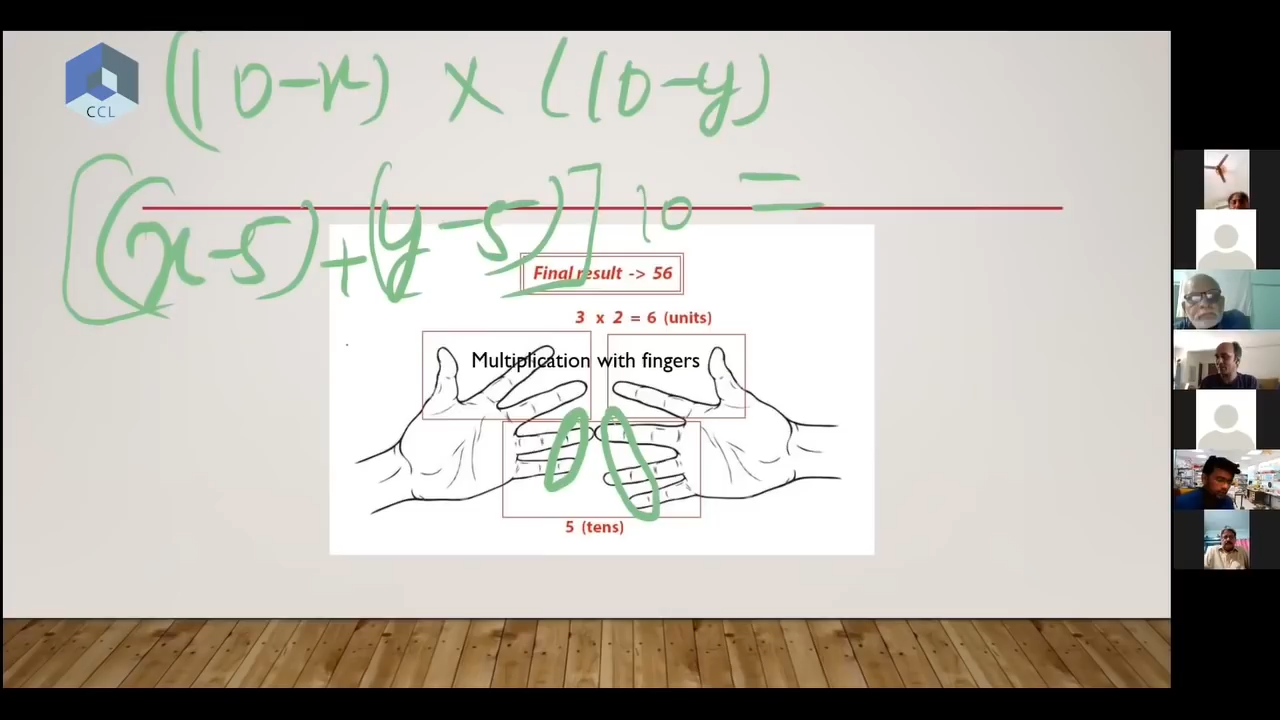 (10-x) × (10-y)
CCL
[(x-5)+(y-5)]10 =
Final result -> 56
3 x 2 = 6 (units)
Multiplication with fingers
5 (tens)